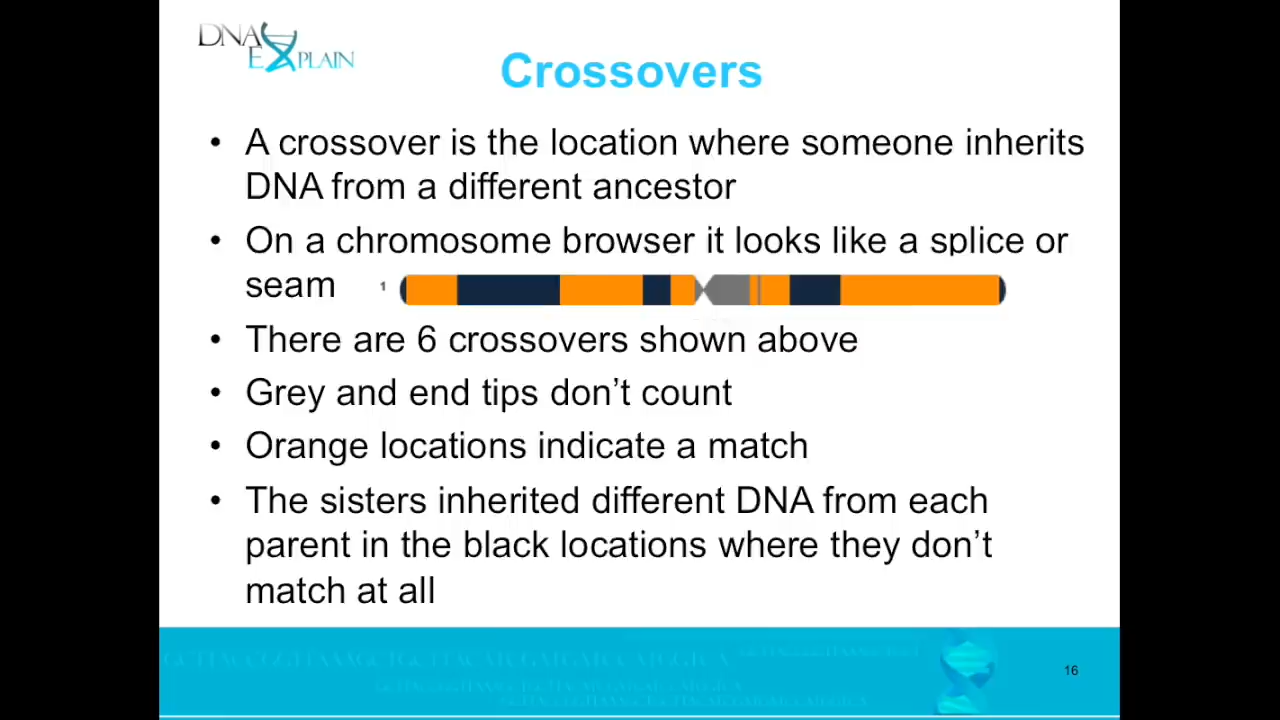 DNA
EXPLAIN
Crossovers
• A crossover is the location where someone inherits
DNA from a different ancestor
• On a chromosome browser it looks like a splice or
seam
1
• There are 6 crossovers shown above
• Grey and end tips don’t count
• Orange locations indicate a match
• The sisters inherited different DNA from each
parent in the black locations where they don’t
match at all
16